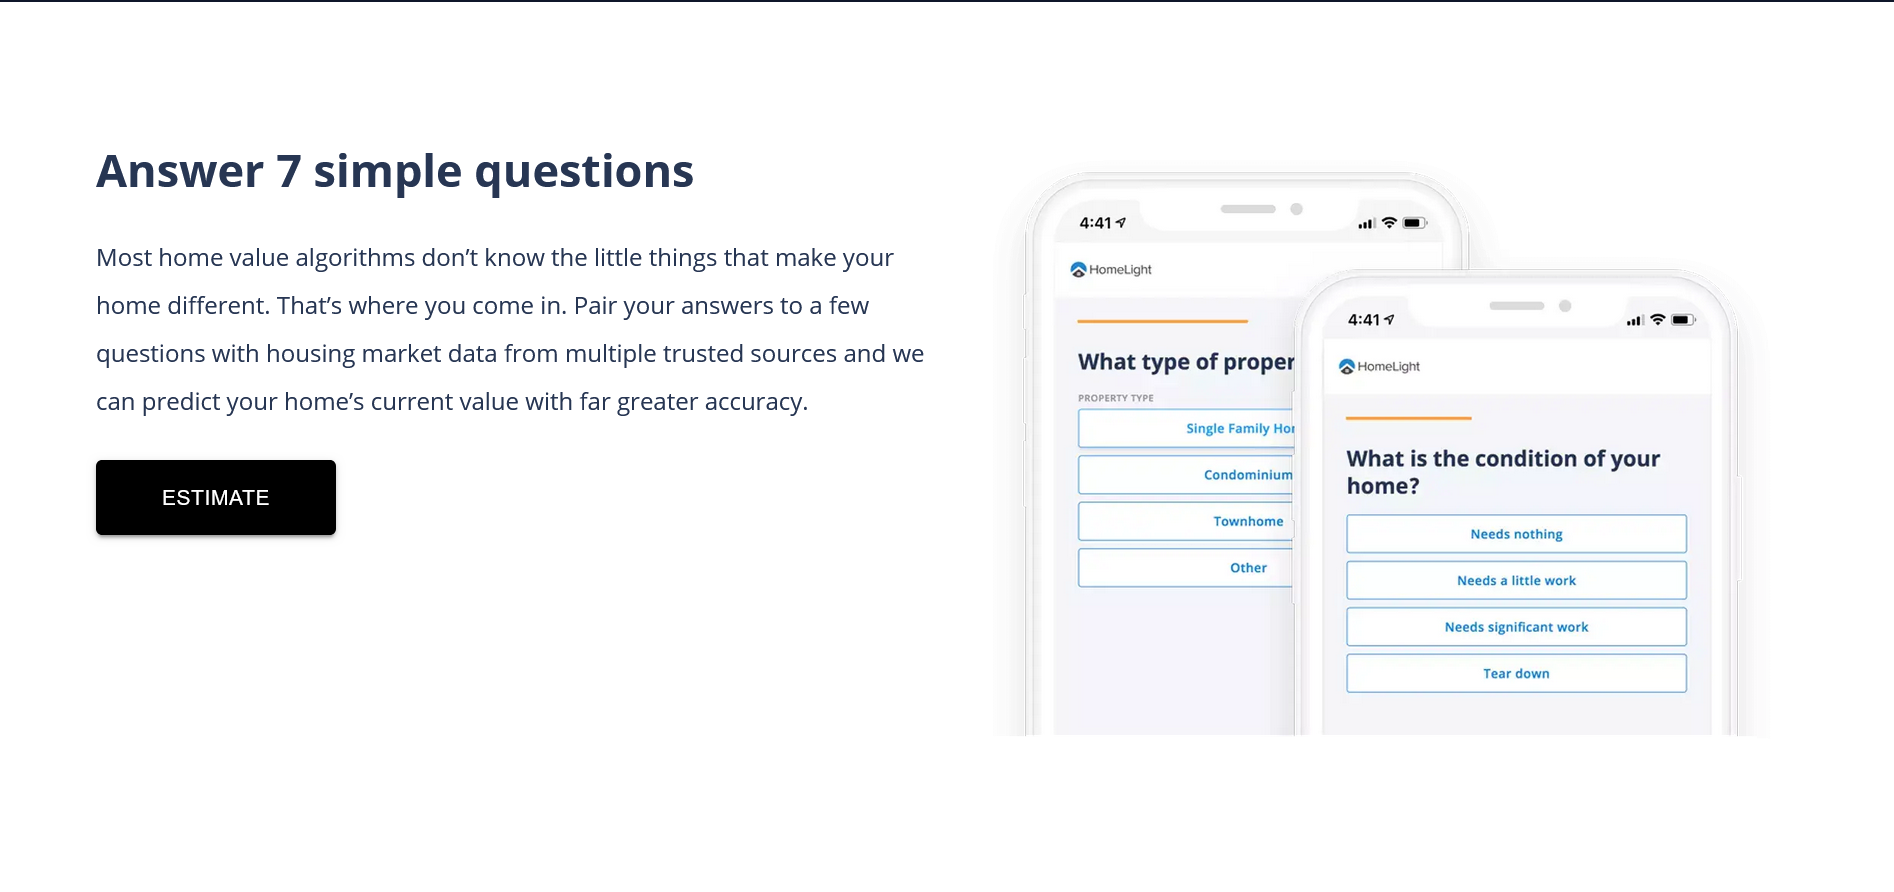 Answer 7 simple questions
Most home value algorithms don’t know the little things that make your
home different. That’s where you come in. Pair your answers to a few
questions with housing market data from multiple trusted sources and we
can predict your home’s current value with far greater accuracy.
ESTIMATE
4:41
HomeLight
What type of proper
PROPERTY TYPE
Single Family Hor
Condominium
Townhome
Other
4:41
HomeLight
What is the condition of your
home?
Needs nothing
Needs a little work
Needs significant work
Tear down